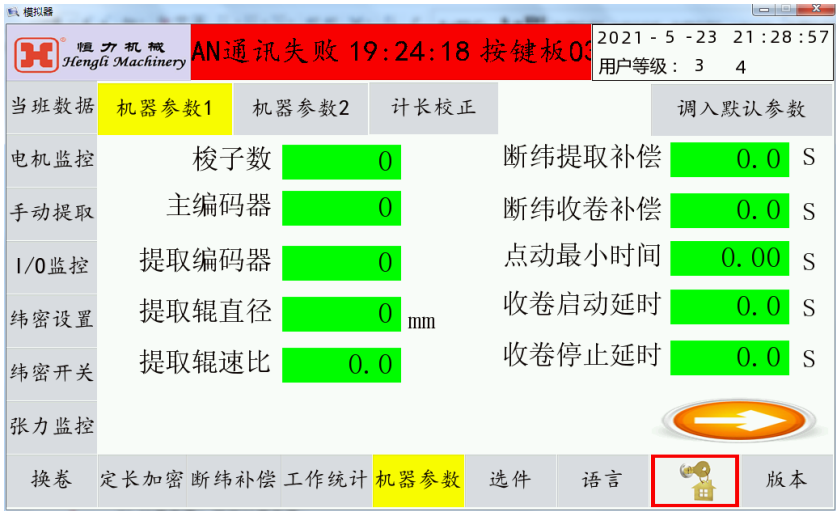 模拟器
恒力机械
Hengli Machinery
AN通讯失败 19:24:18 按键板03
2021 - 5 -23 21:28:57
用户等级： 3 4
当班数据 机器参数1 机器参数2 计长校正 调入默认参数
电机监控 梭子数 0 断纬提取补偿 0.0 S
手动提取 主编码器 0 断纬收卷补偿 0.0 S
I/O监控 提取编码器 0 点动最小时间 0.00 S
纬密设置 提取辊直径 0 mm 收卷启动延时 0.0 S
纬密开关 提取辊速比 0.0 收卷停止延时 0.0 S
张力监控
换卷 定长加密 断纬补偿 工作统计 机器参数 选件 语言 版本